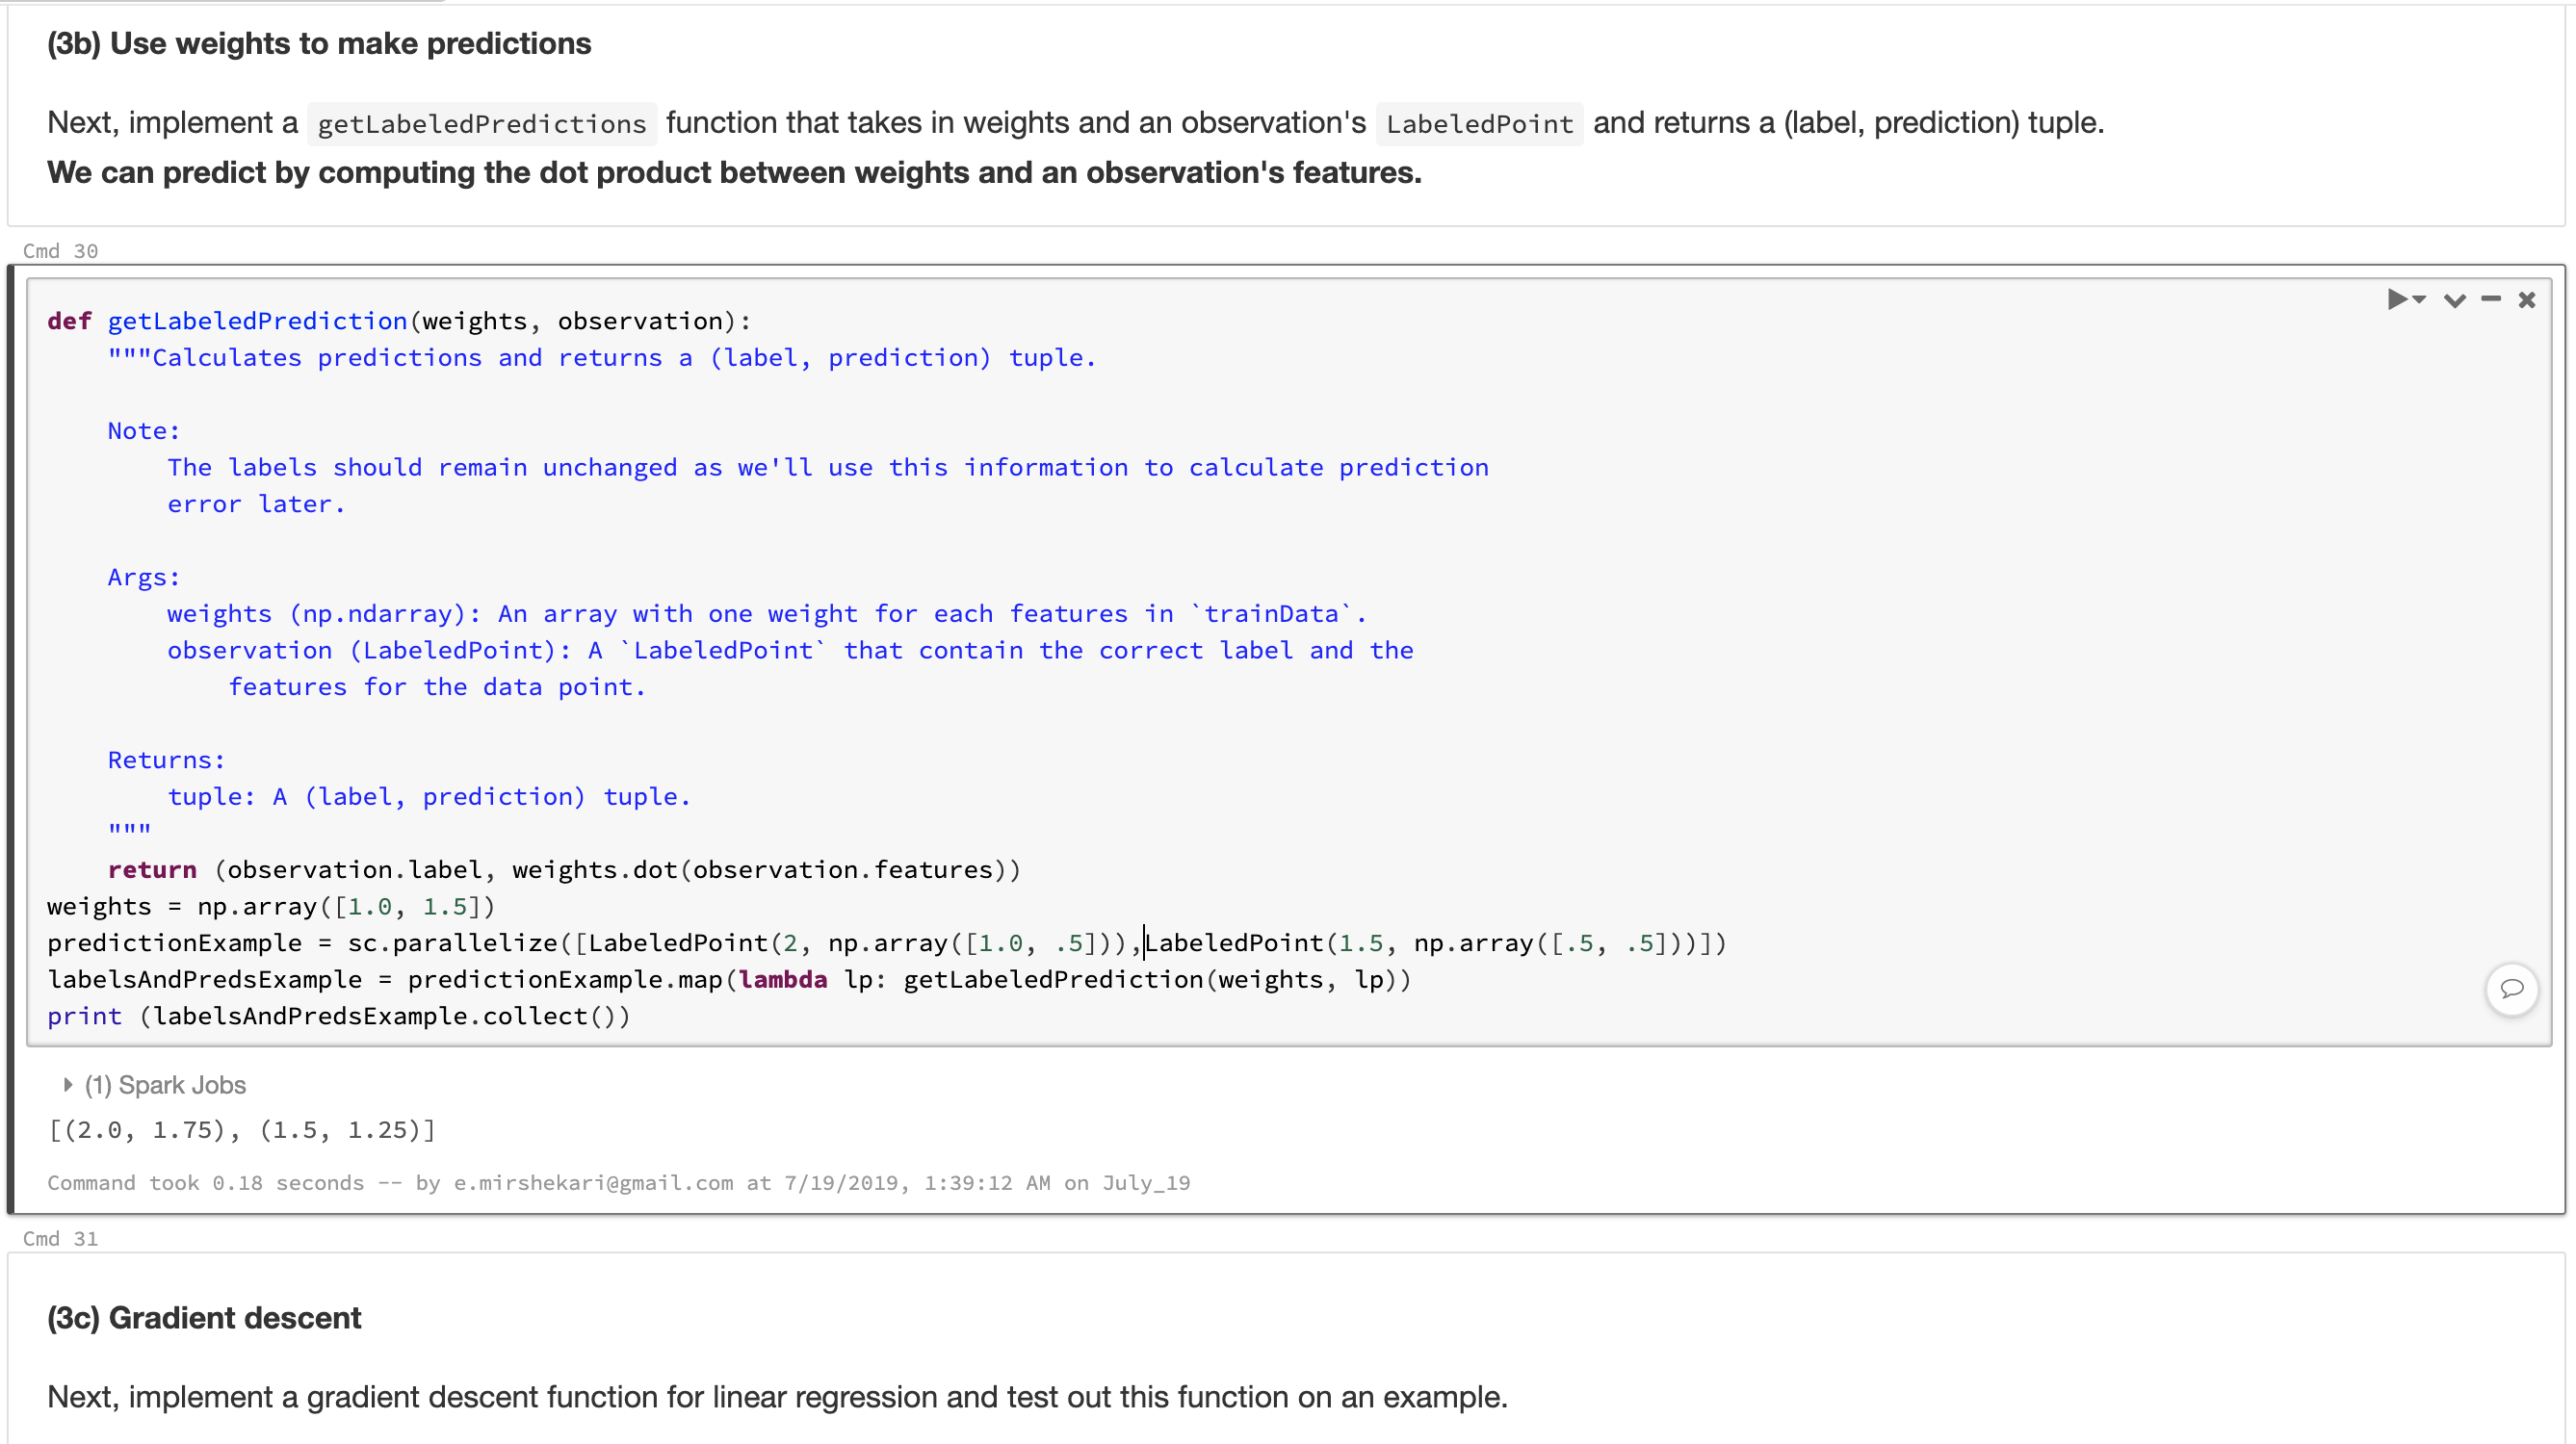 (3b) Use weights to make predictions
Next, implement a getLabeledPredictions function that takes in weights and an observation's LabeledPoint and returns a (label, prediction) tuple.
We can predict by computing the dot product between weights and an observation's features.
Cmd 30
def getLabeledPrediction(weights, observation):
    """Calculates predictions and returns a (label, prediction) tuple.
    Note:
        The labels should remain unchanged as we'll use this information to calculate prediction
        error later.
    Args:
        weights (np.ndarray): An array with one weight for each features in `trainData`.
        observation (LabeledPoint): A `LabeledPoint` that contain the correct label and the
            features for the data point.
    Returns:
        tuple: A (label, prediction) tuple.
    """
    return (observation.label, weights.dot(observation.features))
weights = np.array([1.0, 1.5])
predictionExample = sc.parallelize([LabeledPoint(2, np.array([1.0, .5])),LabeledPoint(1.5, np.array([.5, .5]))])
labelsAndPredsExample = predictionExample.map(lambda lp: getLabeledPrediction(weights, lp))
print (labelsAndPredsExample.collect())
(1) Spark Jobs
[(2.0, 1.75), (1.5, 1.25)]
Command took 0.18 seconds -- by e.mirshekari@gmail.com at 7/19/2019, 1:39:12 AM on July_19
Cmd 31
(3c) Gradient descent
Next, implement a gradient descent function for linear regression and test out this function on an example.